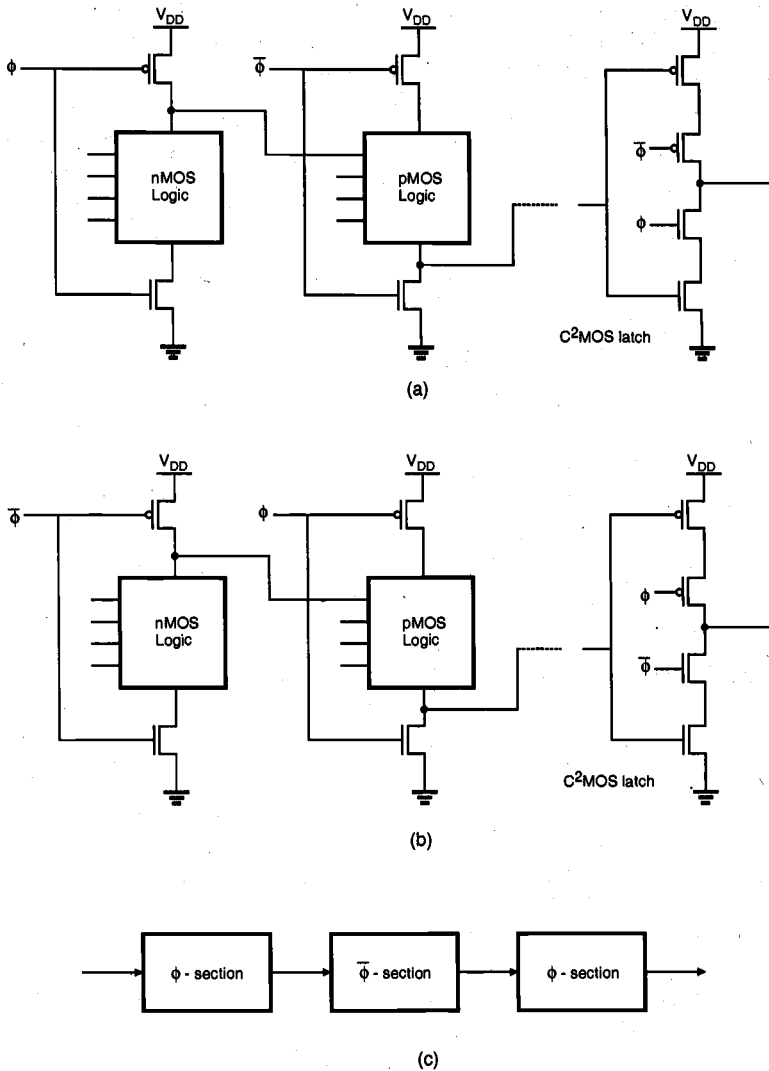 V_DD V_DD V_DD
ϕ ϕ̅
ϕ̅
nMOS Logic
pMOS Logic
ϕ
C²MOS latch
(a)
V_DD V_DD V_DD
ϕ̅ ϕ
nMOS Logic
pMOS Logic
ϕ
ϕ̅
C²MOS latch
(b)
ϕ - section ϕ̅ - section ϕ - section
(c)